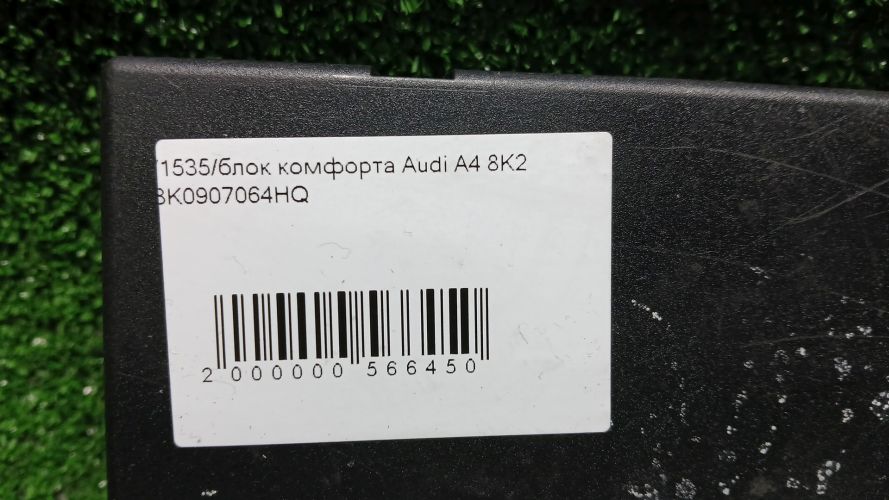 1535/блок комфорта Audi A4 8K2
8K0907064HQ
2 000000 566450